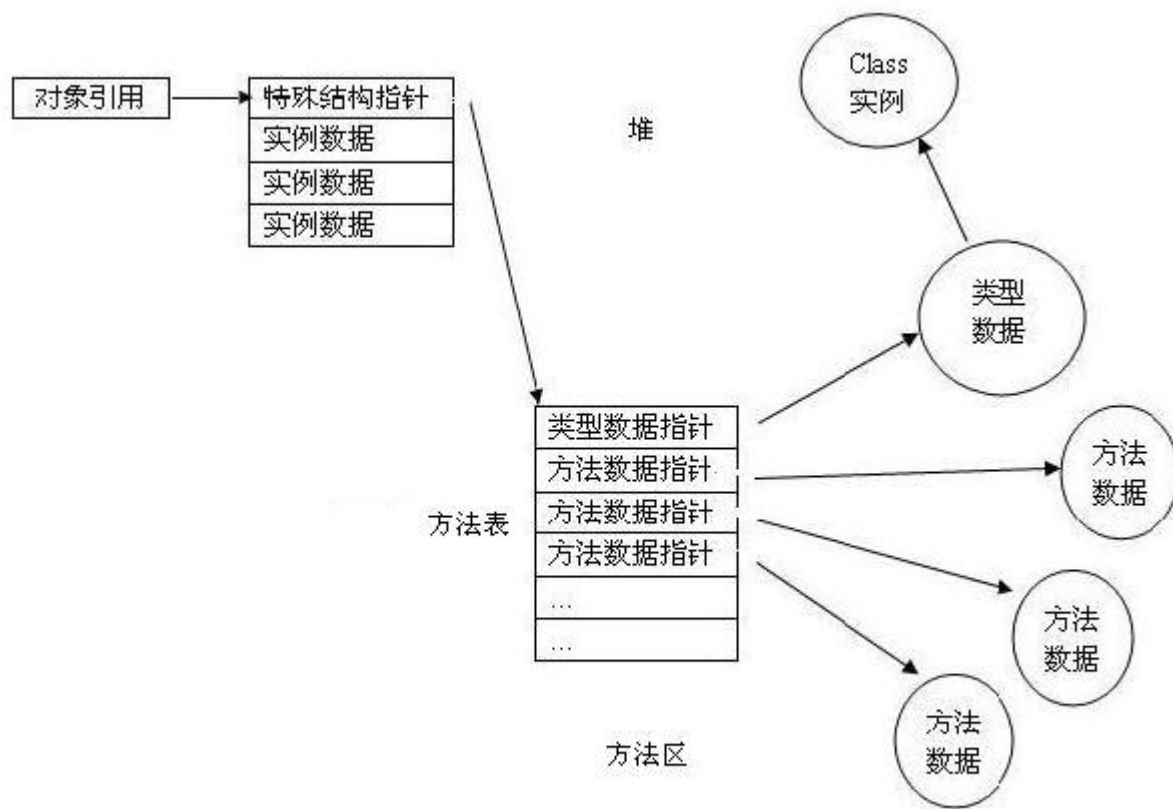 对象引用
特殊结构指针
实例数据
实例数据
实例数据
堆
Class
实例
类型
数据
方法表
类型数据指针
方法数据指针
方法数据指针
方法数据指针
…
…
方法
数据
方法
数据
方法
数据
方法区